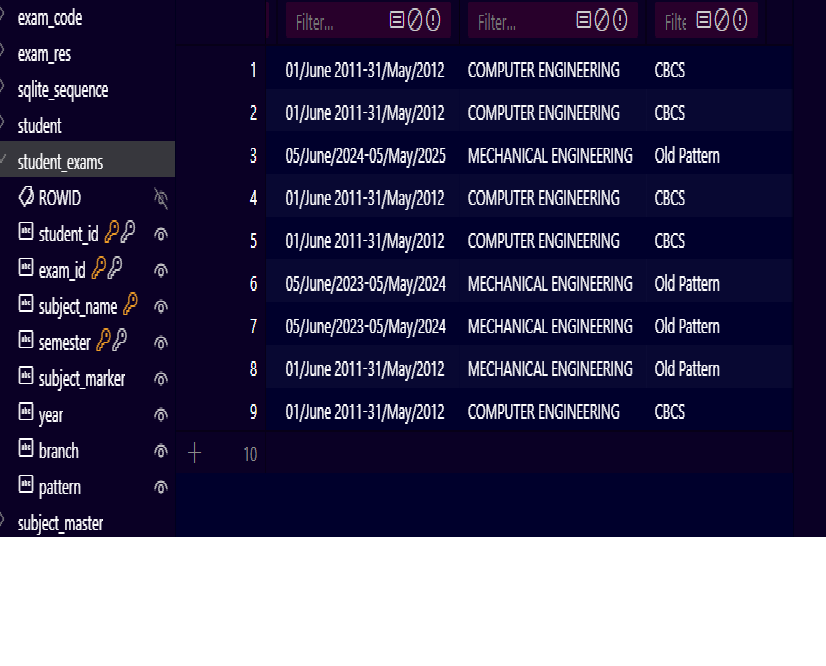 exam_code
exam_res
sqlite_sequence
student
student_exams
ROWID
student_id
exam_id
subject_name
semester
subject_marker
year
branch
pattern
subject_master
Filter... Filter... Filte
1 01/June 2011-31/May/2012 COMPUTER ENGINEERING CBCS
2 01/June 2011-31/May/2012 COMPUTER ENGINEERING CBCS
3 05/June/2024-05/May/2025 MECHANICAL ENGINEERING Old Pattern
4 01/June 2011-31/May/2012 COMPUTER ENGINEERING CBCS
5 01/June 2011-31/May/2012 COMPUTER ENGINEERING CBCS
6 05/June/2023-05/May/2024 MECHANICAL ENGINEERING Old Pattern
7 05/June/2023-05/May/2024 MECHANICAL ENGINEERING Old Pattern
8 01/June 2011-31/May/2012 MECHANICAL ENGINEERING Old Pattern
9 01/June 2011-31/May/2012 COMPUTER ENGINEERING CBCS
10